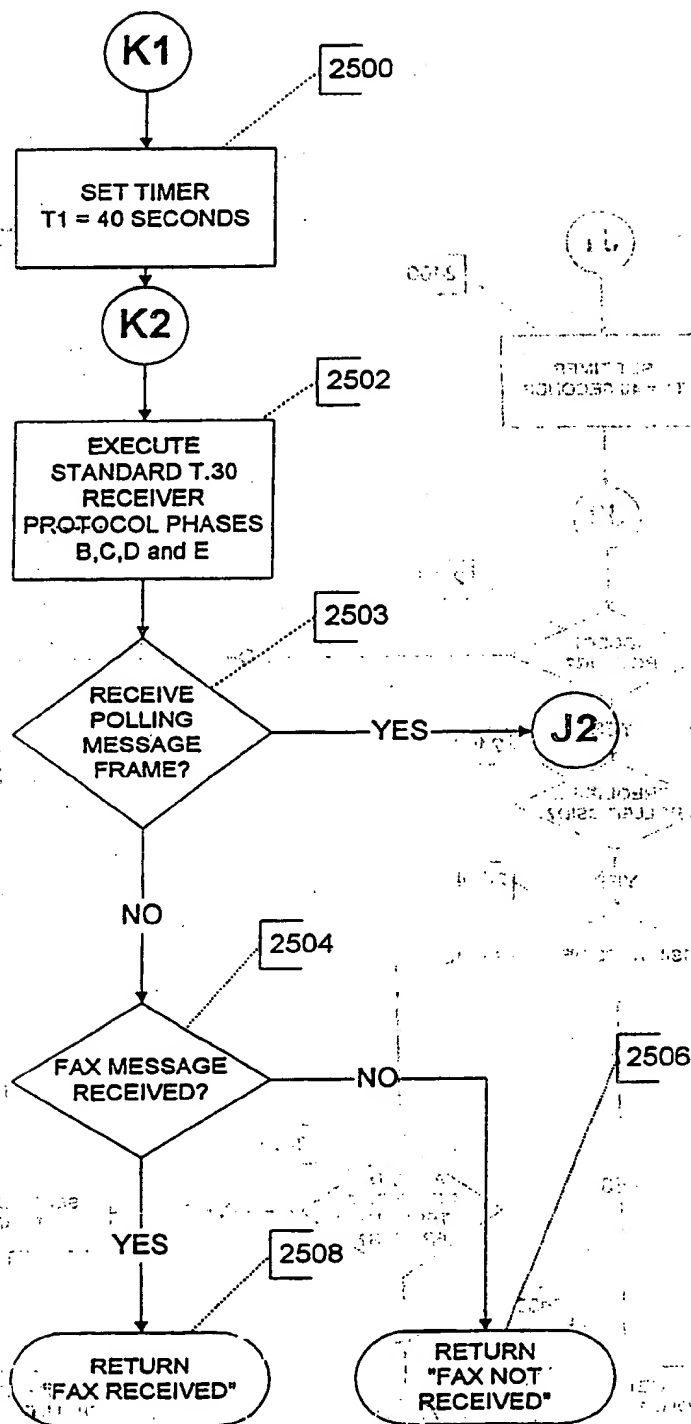 K1
2500
SET TIMER
T1 = 40 SECONDS
K2
2502
EXECUTE
STANDARD T.30
RECEIVER
PROTOCOL PHASES
B,C,D and E
2503
RECEIVE
POLLING
MESSAGE
FRAME?
YES
J2
NO
2504
FAX MESSAGE
RECEIVED?
NO
2506
YES
2508
RETURN
"FAX RECEIVED"
RETURN
"FAX NOT
RECEIVED"